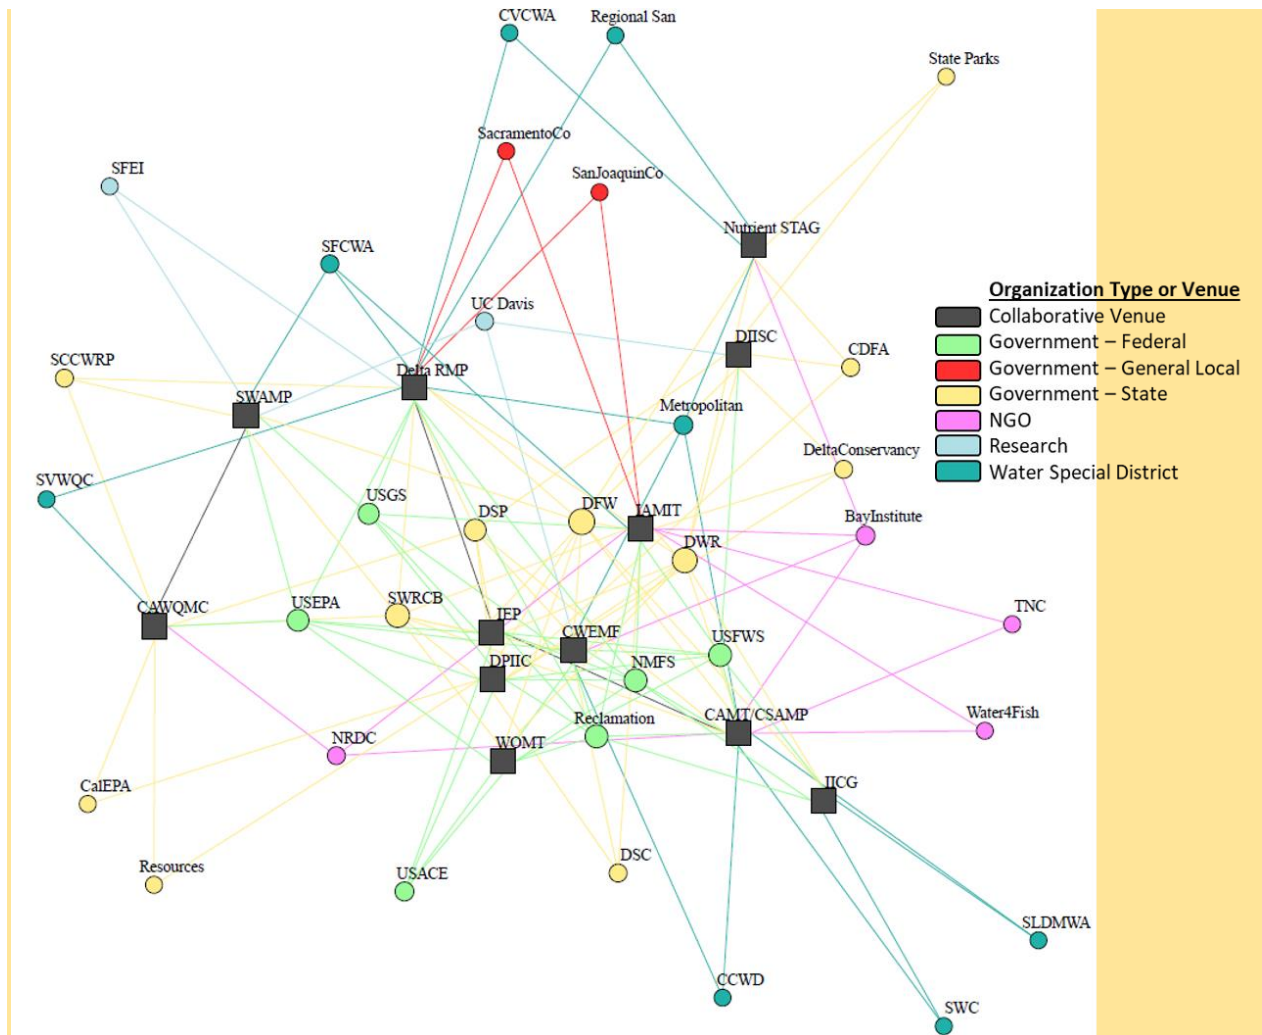 CVCWA
Regional San
State Parks
SacramentoCo
SFEI
SanJoaquinCo
Nutrient STAG
SFCWA
Organization Type or Venue
UC Davis
Collaborative Venue
DIISC
Government – Federal
SCCWRP
Delta RMP
CDFA
Government – General Local
SWAMP
Government – State
Metropolitan
NGO
Research
DeltaConservancy
Water Special District
SVWQC
USGS
DSP
DFW
IAMIT
BayInstitute
DWR
CAWQMC
USEPA
SWRCB
IEP
CWEMF
USFWS
TNC
DPIIC
NMFS
Reclamation
CAMT/CSAMP
Water4Fish
NRDC
WOMT
CalEPA
IICG
Resources
USACE
DSC
SLDMWA
CCWD
SWC